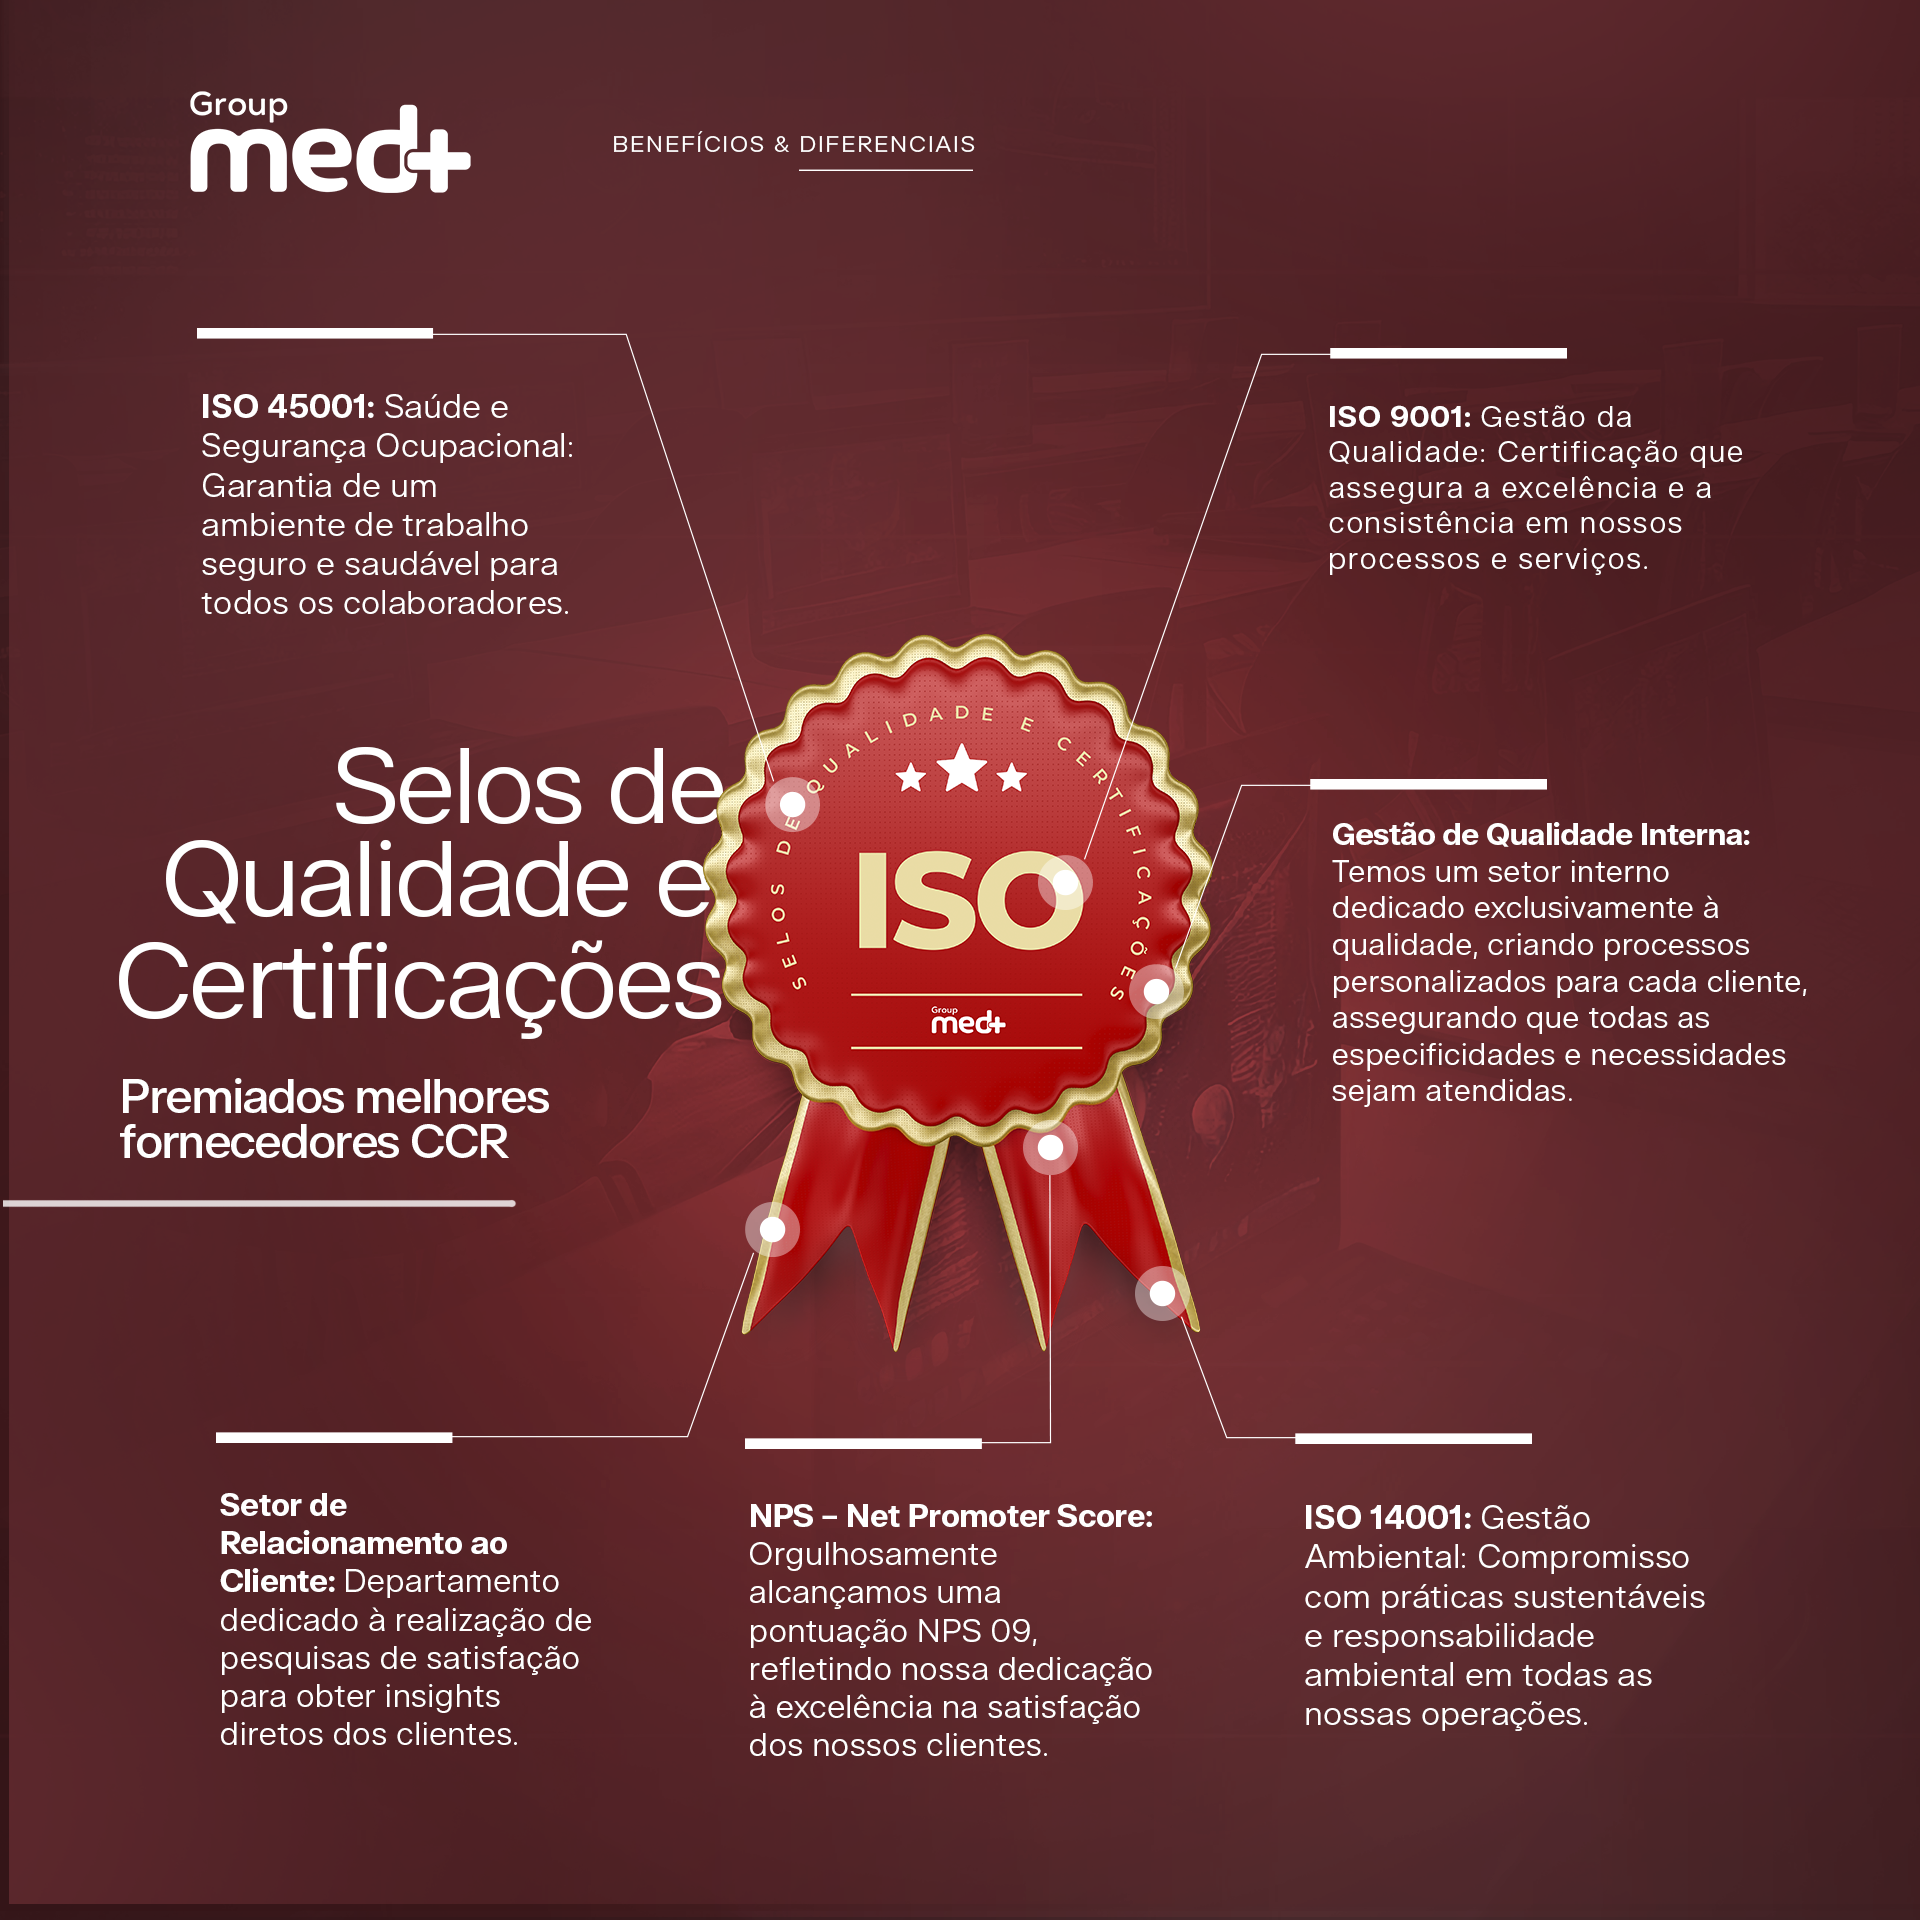 Group
med+
BENEFÍCIOS & DIFERENCIAIS
ISO 45001: Saúde e
Segurança Ocupacional:
Garantia de um
ambiente de trabalho
seguro e saudável para
todos os colaboradores.
ISO 9001: Gestão da
Qualidade: Certificação que
assegura a excelência e a
consistência em nossos
processos e serviços.
Selos de
Qualidade e
Certificações
Premiados melhores
fornecedores CCR
SELOS DE QUALIDADE E CERTIFICAÇÕES
ISO
Group
med+
Gestão de Qualidade Interna:
Temos um setor interno
dedicado exclusivamente à
qualidade, criando processos
personalizados para cada cliente,
assegurando que todas as
especificidades e necessidades
sejam atendidas.
Setor de
Relacionamento ao
Cliente: Departamento
dedicado à realização de
pesquisas de satisfação
para obter insights
diretos dos clientes.
NPS – Net Promoter Score:
Orgulhosamente
alcançamos uma
pontuação NPS 09,
refletindo nossa dedicação
à excelência na satisfação
dos nossos clientes.
ISO 14001: Gestão
Ambiental: Compromisso
com práticas sustentáveis
e responsabilidade
ambiental em todas as
nossas operações.